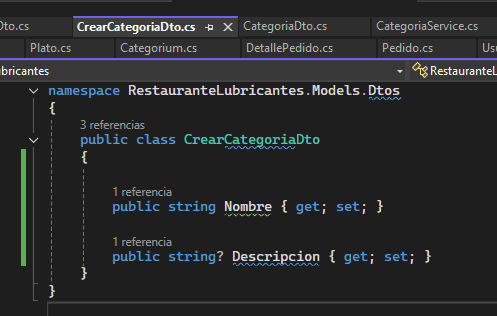 Dto.cs CrearCategoriaDto.cs CategoriaDto.cs CategoriaService.cs
Plato.cs Categorium.cs DetallePedido.cs Pedido.cs Us
ubricantes RestauranteL
namespace RestauranteLubricantes.Models.Dtos
{
3 referencias
public class CrearCategoriaDto
{
1 referencia
public string Nombre { get; set; }
1 referencia
public string? Descripcion { get; set; }
}
}